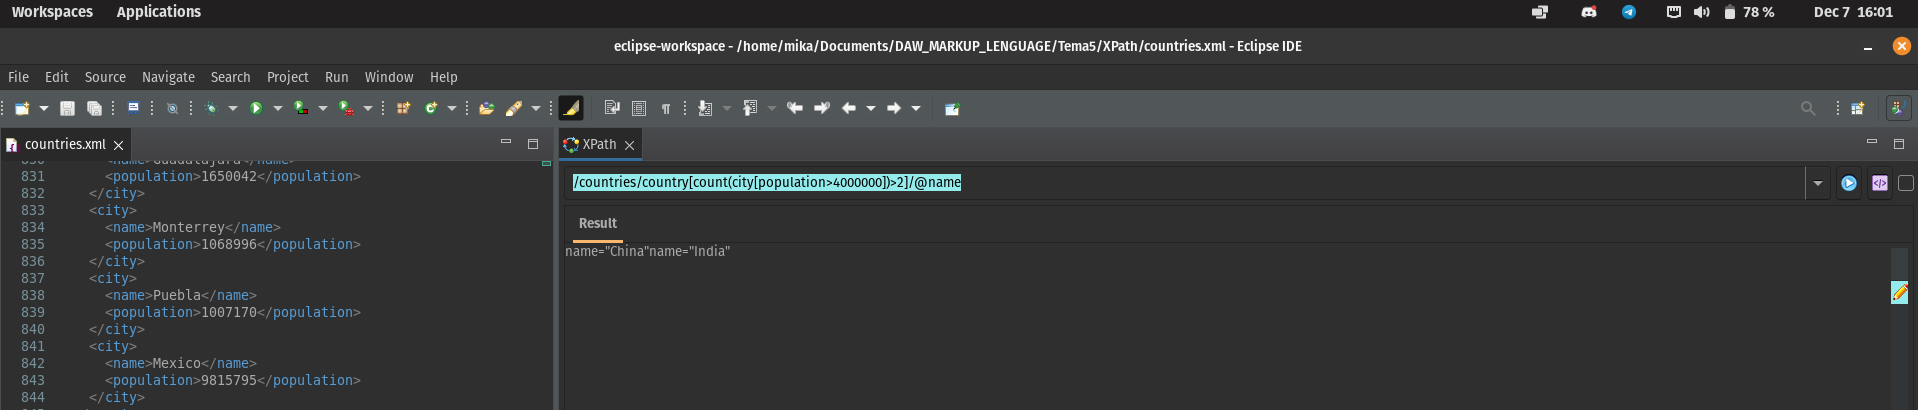 Workspaces Applications 78 % Dec 7 16:01
eclipse-workspace - /home/mika/Documents/DAW_MARKUP_LENGUAGE/Tema5/XPath/countries.xml - Eclipse IDE
File Edit Source Navigate Search Project Run Window Help
countries.xml
830 <name>Guadalajara</name>
831 <population>1650042</population>
832 </city>
833 <city>
834 <name>Monterrey</name>
835 <population>1068996</population>
836 </city>
837 <city>
838 <name>Puebla</name>
839 <population>1007170</population>
840 </city>
841 <city>
842 <name>Mexico</name>
843 <population>9815795</population>
844 </city>
XPath
/countries/country[count(city[population>4000000])>2]/@name
Result
name="China"name="India"